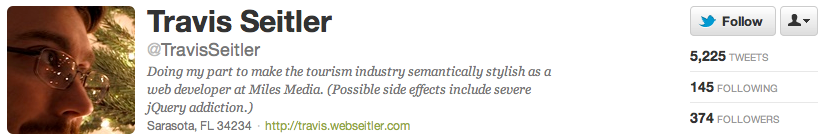 Travis Seitler
@TravisSeitler
Doing my part to make the tourism industry semantically stylish as a
web developer at Miles Media. (Possible side effects include severe
jQuery addiction.)
Sarasota, FL 34234 · http://travis.webseitler.com
Follow
5,225 TWEETS
145 FOLLOWING
374 FOLLOWERS